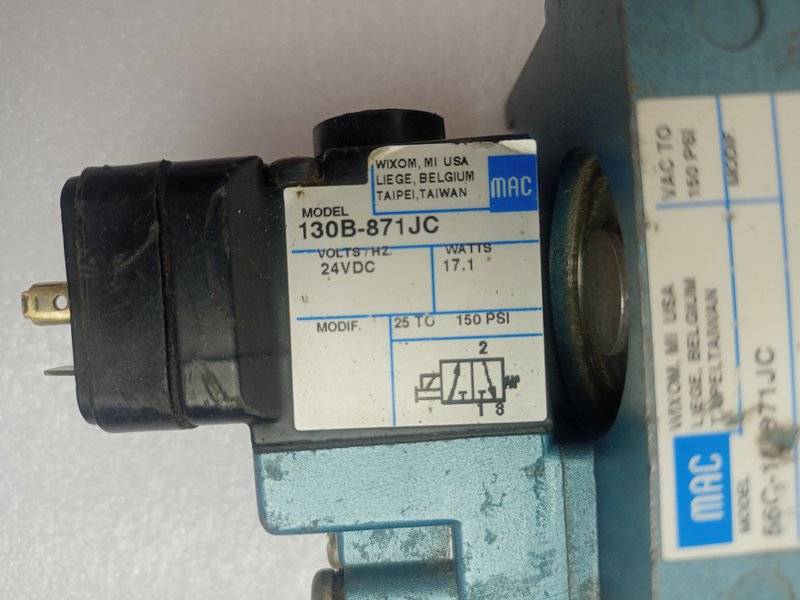 WIXOM, MI USA
LIEGE, BELGIUM
TAIPEI, TAIWAN
MAC
MODEL
130B-871JC
VOLTS/HZ.
24VDC
WATTS
17.1
MODIF.
25 TO 150 PSI
2
1 3
VAC TO
150 PSI
MODIF.
WIXOM, MI USA
LIEGE, BELGIUM
MAC
MODEL